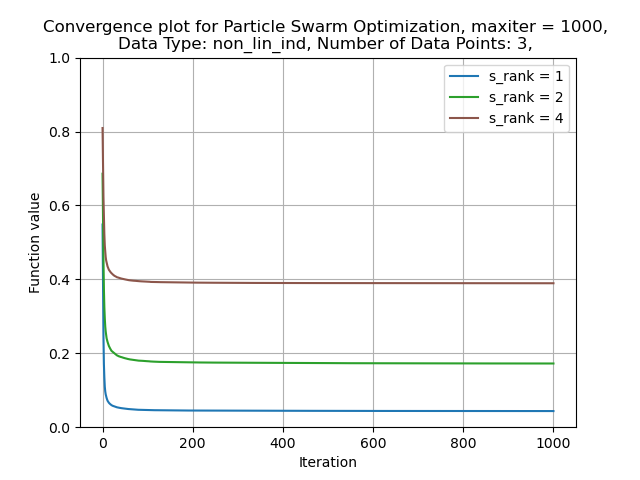 Convergence plot for Particle Swarm Optimization, maxiter = 1000,
Data Type: non_lin_ind, Number of Data Points: 3,
1.0
0.8
0.6
0.4
0.2
0.0
Function value
s_rank = 1
s_rank = 2
s_rank = 4
0 200 400 600 800 1000
Iteration